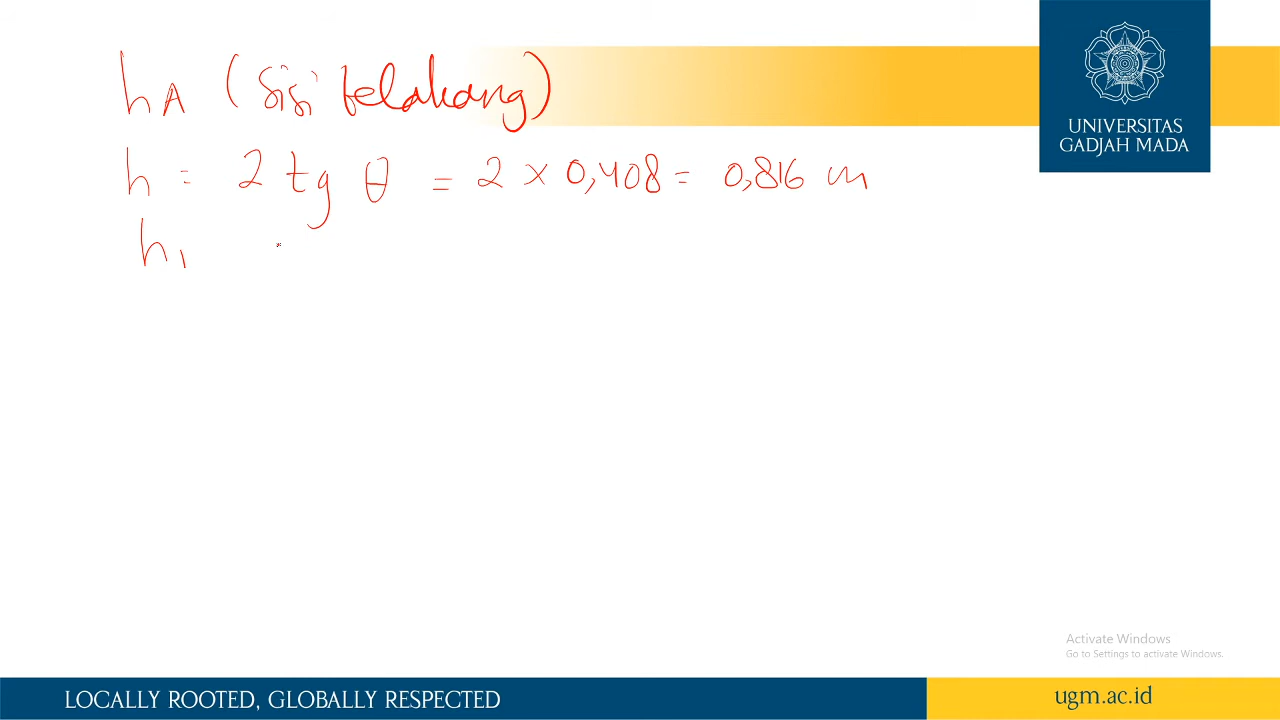 hA (sisi belakang)
UNIVERSITAS
GADJAH MADA
h = 2 tg θ = 2 × 0,408 = 0,816 m
h1
Activate Windows
Go to Settings to activate Windows.
LOCALLY ROOTED, GLOBALLY RESPECTED
ugm.ac.id